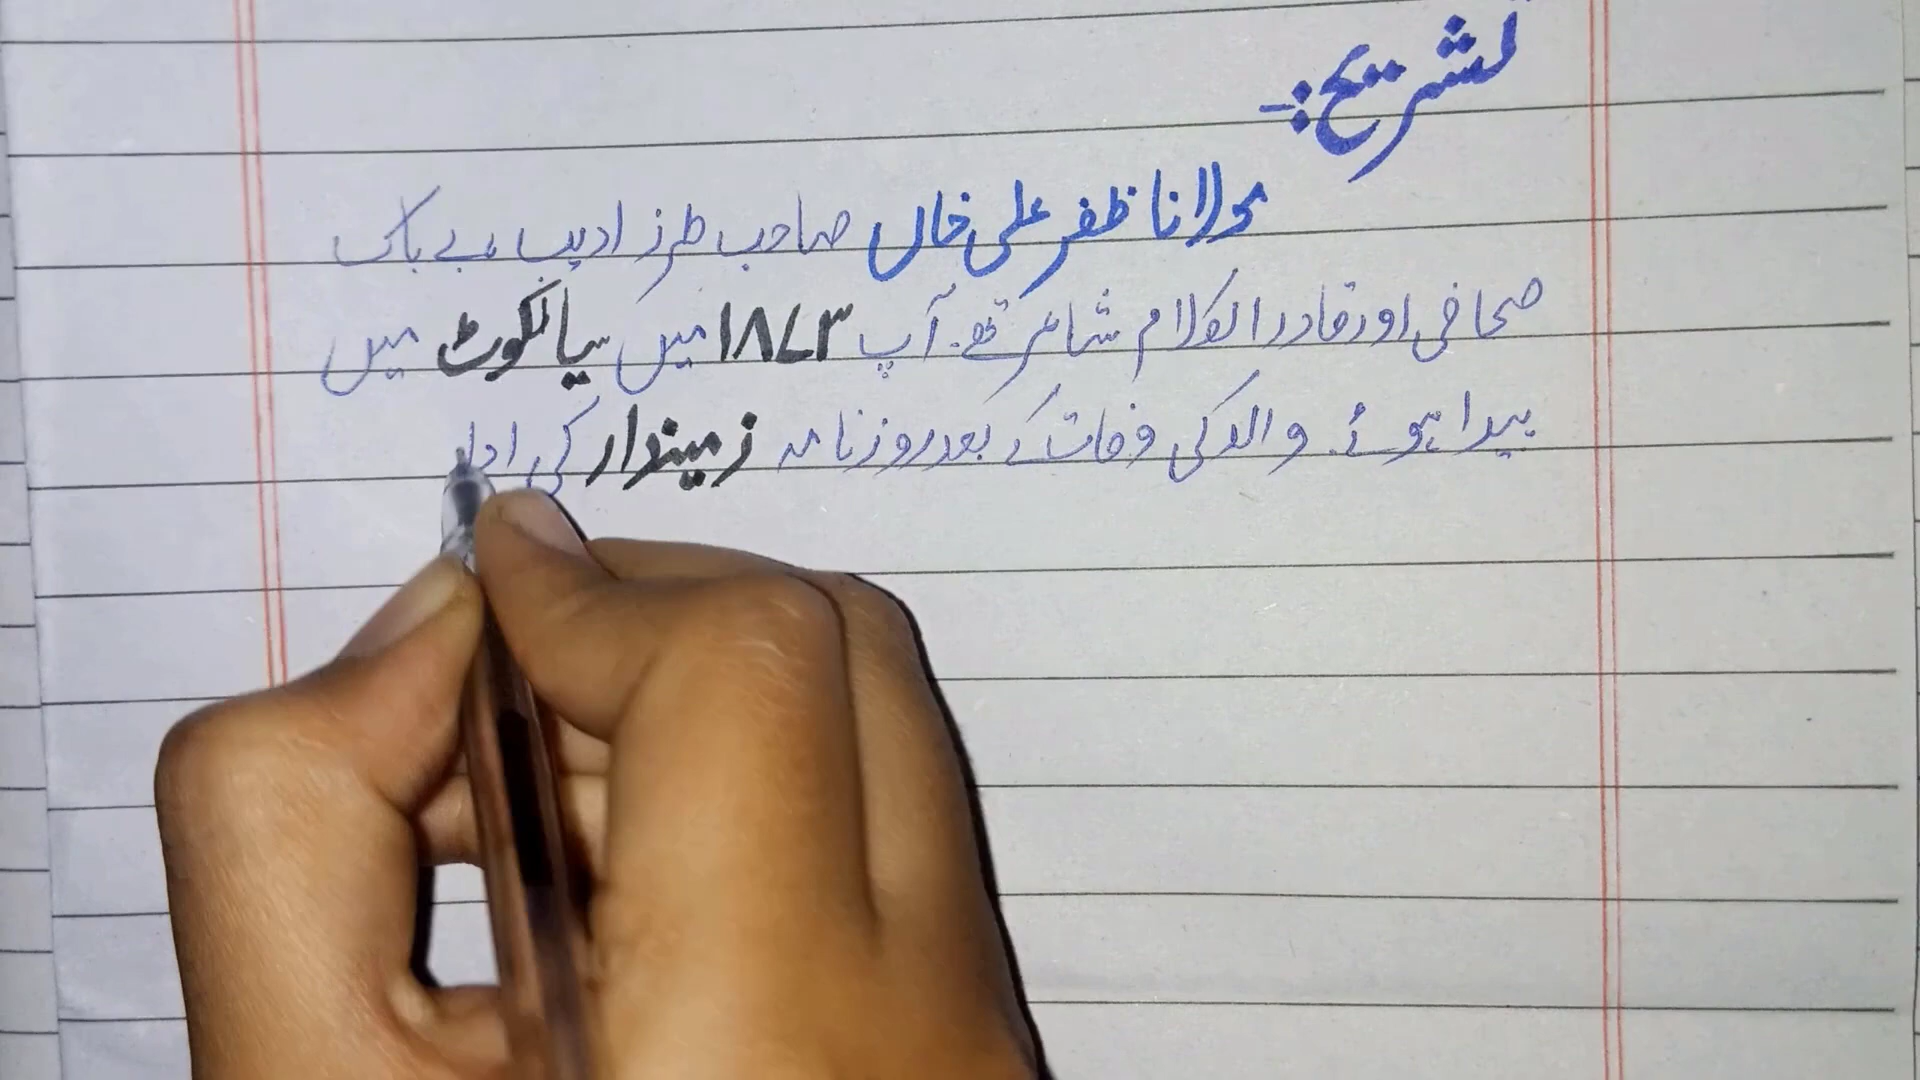 تشریح:-
مولانا ظفر علی خاں صاحب طرز ادیب، بے باک
صحافی اور قادر الکلام شاعر تھے۔ آپ ۱۸۷۳ میں سیالکوٹ میں
پیدا ہوئے۔ والد کی وفات کے بعد روزنامہ زمیندار کی